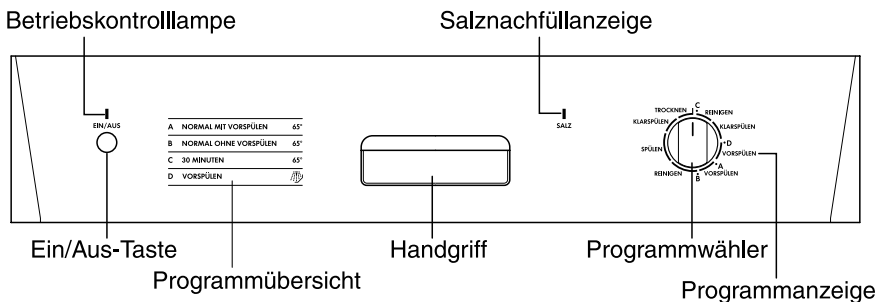 Betriebskontrolllampe
Salznachfüllanzeige
EIN/AUS
A NORMAL MIT VORSPÜLEN 65°
B NORMAL OHNE VORSPÜLEN 65°
C 30 MINUTEN 65°
D VORSPÜLEN
SALZ
C
TROCKNEN
REINIGEN
KLARSPÜLEN
KLARSPÜLEN
D
SPÜLEN
VORSPÜLEN
A
REINIGEN
B
VORSPÜLEN
Ein/Aus-Taste
Handgriff
Programmwähler
Programmübersicht
Programmanzeige